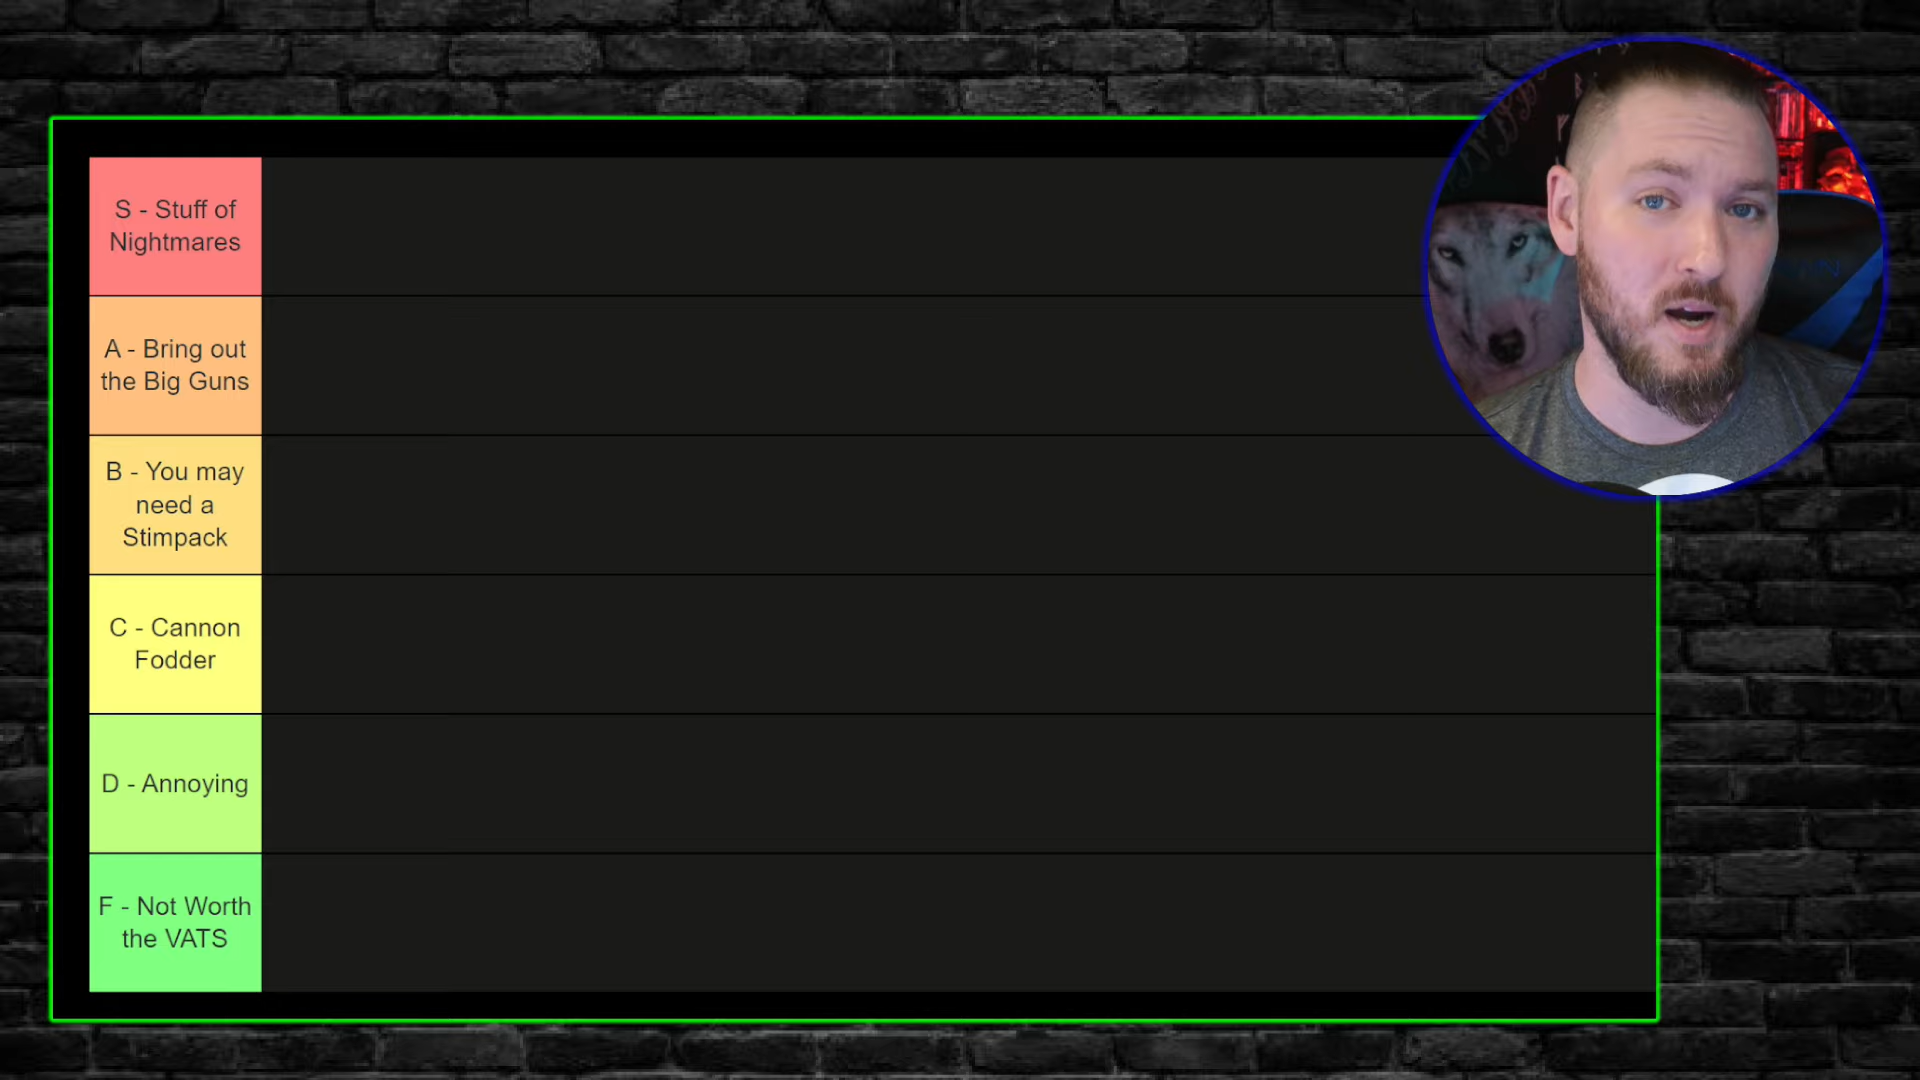 S - Stuff of
Nightmares
A - Bring out
the Big Guns
B - You may
need a
Stimpack
C - Cannon
Fodder
D - Annoying
F - Not Worth
the VATS